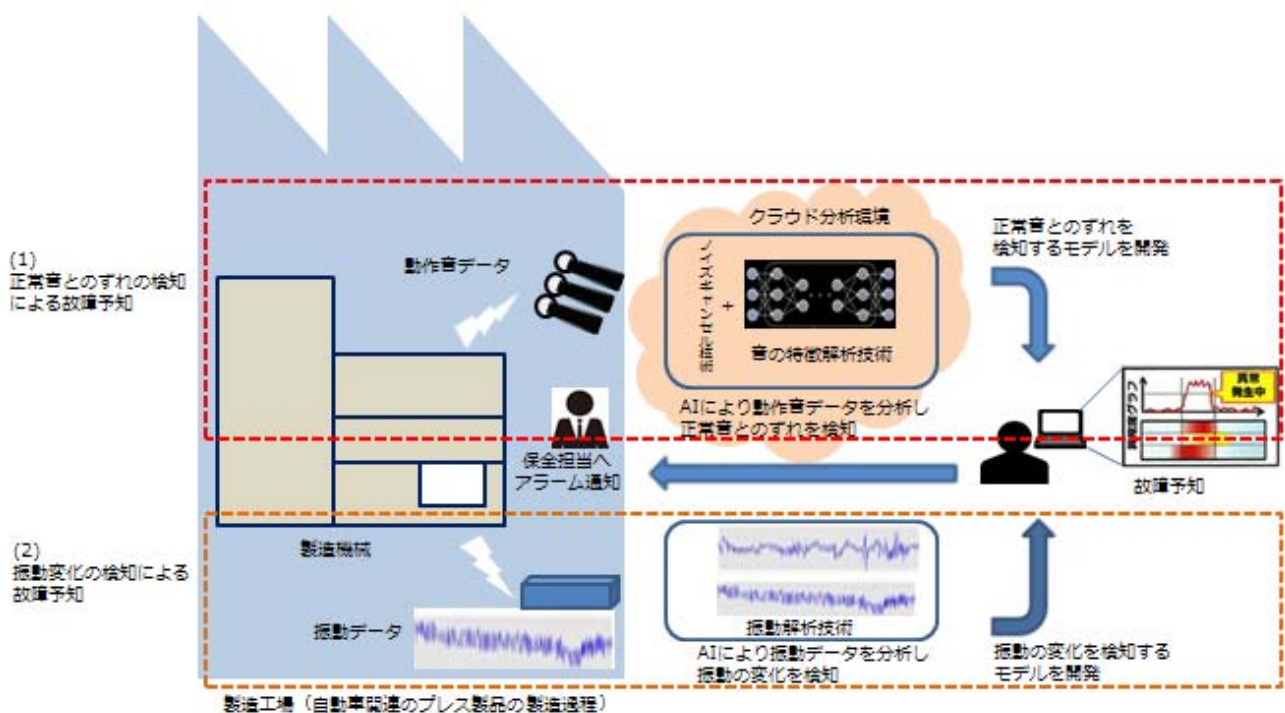 (1)
正常音とのずれの検知
による故障予知
動作音データ
クラウド分析環境
ノイズキャンセル技術
+
音の特徴解析技術
AIにより動作音データを分析し
正常音とのずれを検知
正常音とのずれを
検知するモデルを開発
異常
発生中
故障予知
保全担当へ
アラーム通知
製造機械
(2)
振動変化の検知による
故障予知
振動データ
振動解析技術
AIにより振動データを分析し
振動の変化を検知
振動の変化を検知する
モデルを開発
製造工場（自動車関連のプレス製品の製造過程）